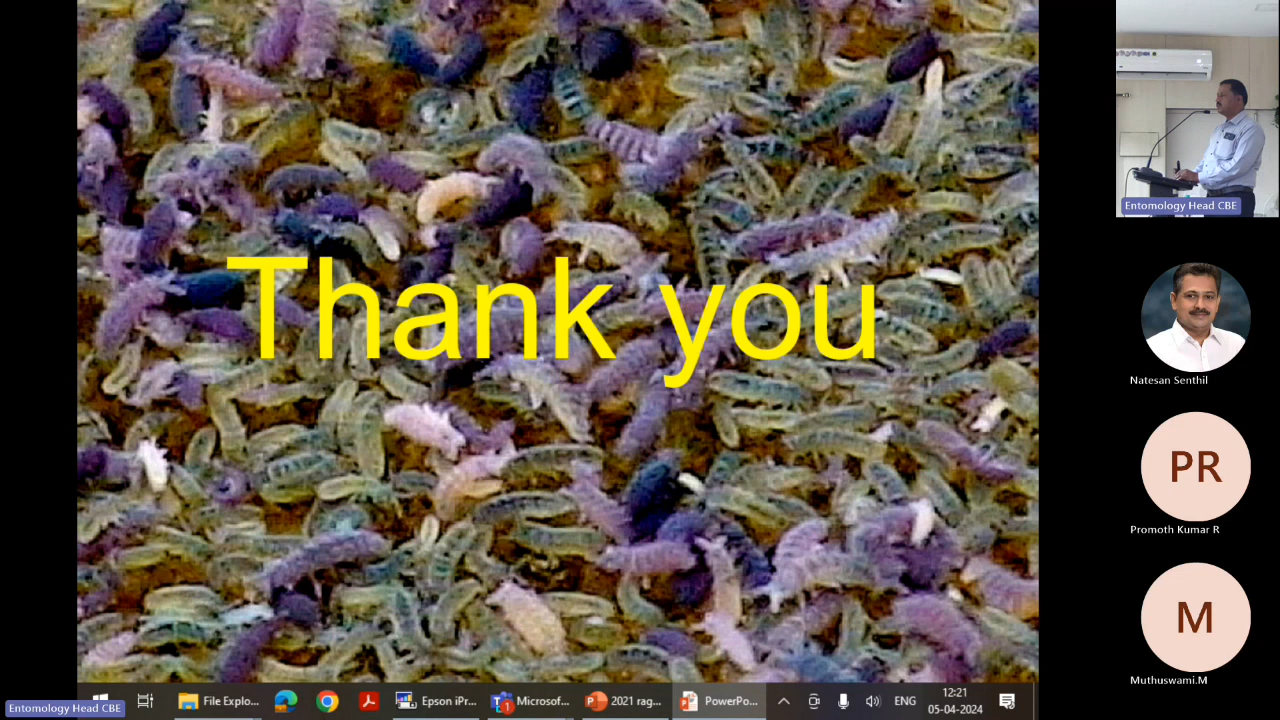 Thank you
Entomology Head CBE
Natesan Senthil
PR
Promoth Kumar R
M
Muthuswami.M
Entomology Head CBE
File Explo...
Epson iPr...
1
Microsof...
2021 rag...
PowerPo...
ENG
12:21
05-04-2024